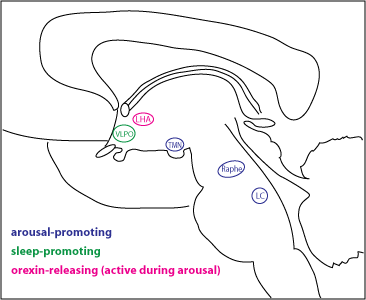 LHA
VLPO
TMN
Raphe
LC
arousal-promoting
sleep-promoting
orexin-releasing (active during arousal)